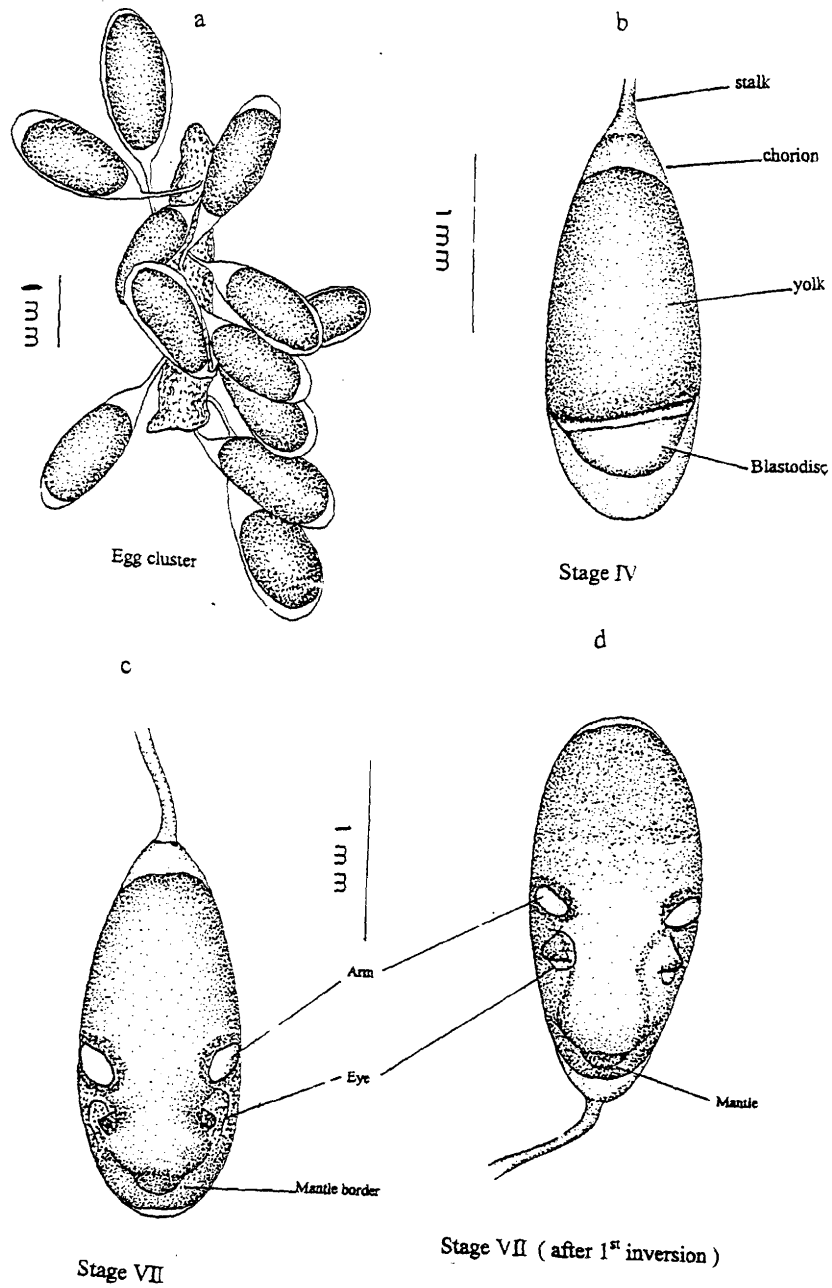 a
b
stalk
chorion
1 mm
1 mm
yolk
Blastodisc
Egg cluster
Stage IV
c
d
1 mm
Arm
Eye
Mantle
Mantle border
Stage VII
Stage VII ( after 1st inversion )